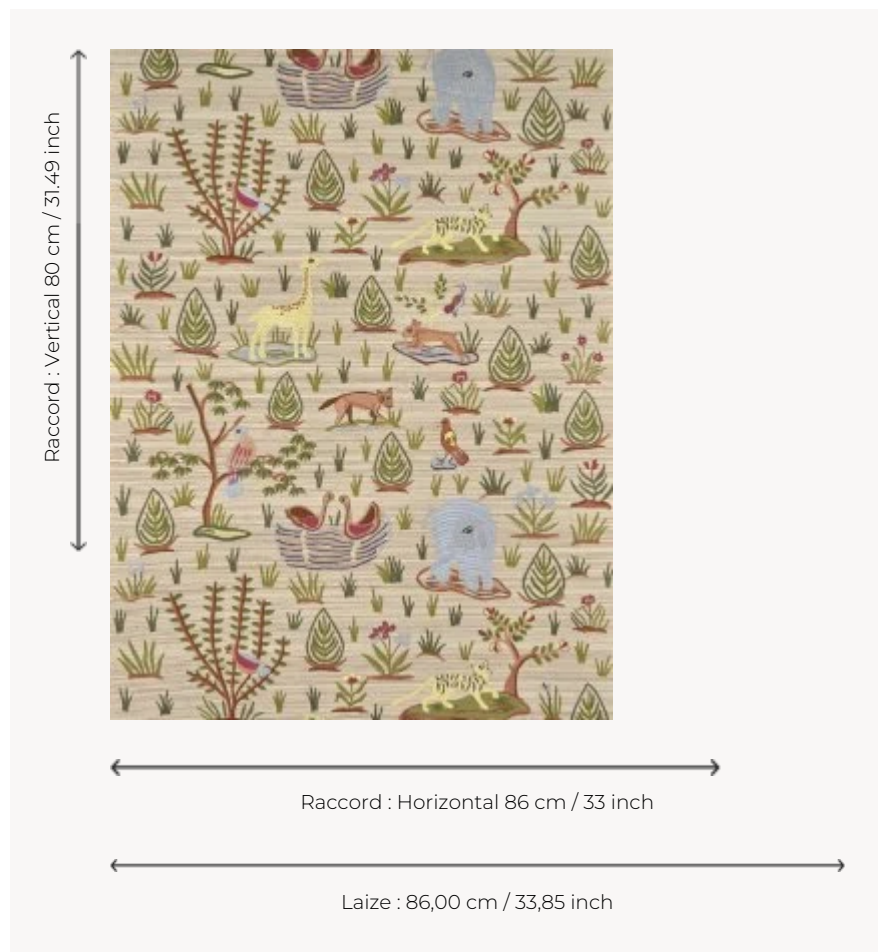 Raccord : Vertical 80 cm / 31.49 inch
Raccord : Horizontal 86 cm / 33 inch
Laize : 86,00 cm / 33,85 inch